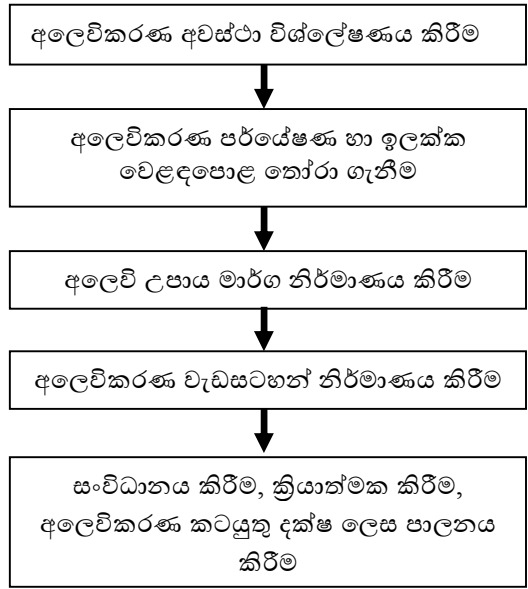 අලෙවිකරණ අවස්ථා විශ්ලේෂණය කිරීම
අලෙවිකරණ පර්යේෂණ හා ඉලක්ක
වෙළඳපොළ තෝරා ගැනීම
අලෙවි උපාය මාර්ග නිර්මාණය කිරීම
අලෙවිකරණ වැඩසටහන් නිර්මාණය කිරීම
සංවිධානය කිරීම, ක්‍රියාත්මක කිරීම,
අලෙවිකරණ කටයුතු දක්ෂ ලෙස පාලනය
කිරීම